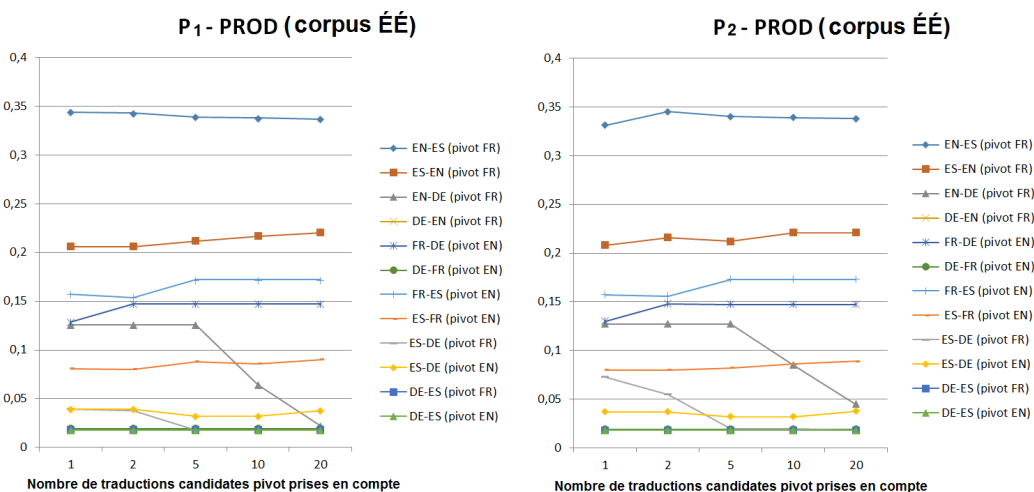 P1 - PROD ( corpus ÉÉ)
0,4
0,35
0,3
0,25
0,2
0,15
0,1
0,05
0
1
2
5
10
20
Nombre de traductions candidates pivot prises en compte
EN-ES (pivot FR)
ES-EN (pivot FR)
EN-DE (pivot FR)
DE-EN (pivot FR)
FR-DE (pivot EN)
DE-FR (pivot EN)
FR-ES (pivot EN)
ES-FR (pivot EN)
ES-DE (pivot FR)
ES-DE (pivot EN)
DE-ES (pivot FR)
DE-ES (pivot EN)
P2 - PROD ( corpus ÉÉ)
0,4
0,35
0,3
0,25
0,2
0,15
0,1
0,05
0
1
2
5
10
20
Nombre de traductions candidates pivot prises en compte
EN-ES (pivot FR)
ES-EN (pivot FR)
EN-DE (pivot FR)
DE-EN (pivot FR)
FR-DE (pivot EN)
DE-FR (pivot EN)
FR-ES (pivot EN)
ES-FR (pivot EN)
ES-DE (pivot FR)
ES-DE (pivot EN)
DE-ES (pivot FR)
DE-ES (pivot EN)